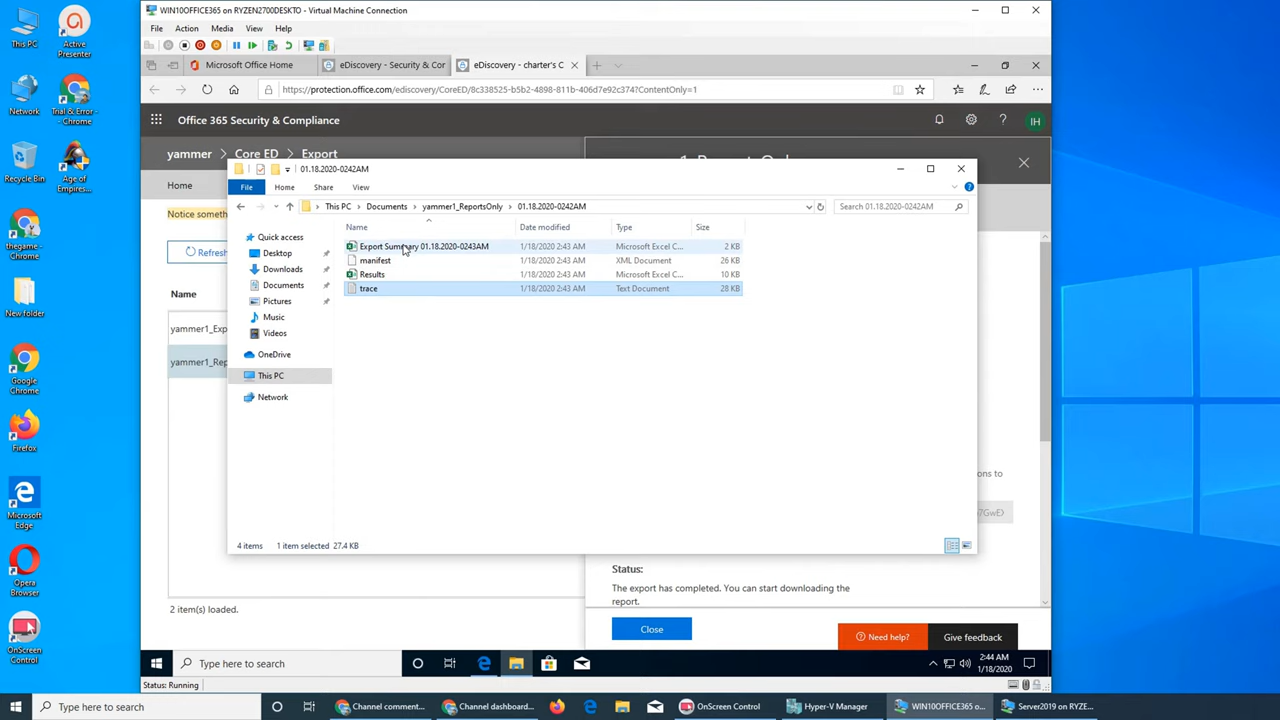 This PC
Active
Presenter
Network
Trial & Error -
- Chrome
Recycle Bin
Age of
Empires...
thegame -
Chrome
New folder
Google
Chrome
Firefox
Microsoft
Edge
Opera
Browser
OnScreen
Control
WIN10OFFICE365 on RYZEN2700DESKTO - Virtual Machine Connection
File Action Media View Help
Microsoft Office Home
eDiscovery - Security & Cor
eDiscovery - charter's C
https://protection.office.com/ediscovery/CoreED/8c338525-b5b2-4898-811b-406d7e92c374?ContentOnly=1
Office 365 Security & Compliance
IH
yammer > Core ED > Export
Home
Notice someth
Refresh
Name
yammer1_Exp
yammer1_Rep
2 item(s) loaded.
01.18.2020-0242AM
File Home Share View
This PC > Documents > yammer1_ReportsOnly > 01.18.2020-0242AM
Search 01.18.2020-0242AM
Quick access
Desktop
Downloads
Documents
Pictures
Music
Videos
OneDrive
This PC
Network
Name Date modified Type Size
Export Summary 01.18.2020-0243AM 1/18/2020 2:43 AM Microsoft Excel C... 2 KB
manifest 1/18/2020 2:43 AM XML Document 26 KB
Results 1/18/2020 2:43 AM Microsoft Excel C... 10 KB
trace 1/18/2020 2:43 AM Text Document 28 KB
4 items 1 item selected 27.4 KB
ons to
7GwEX
Status:
The export has completed. You can start downloading the
report.
Close
Need help?
Give feedback
Type here to search
2:44 AM
1/18/2020
Status: Running
Type here to search
Channel comment...
Channel dashboard...
OnScreen Control
Hyper-V Manager
WIN10OFFICE365 o...
Server2019 on RYZE...